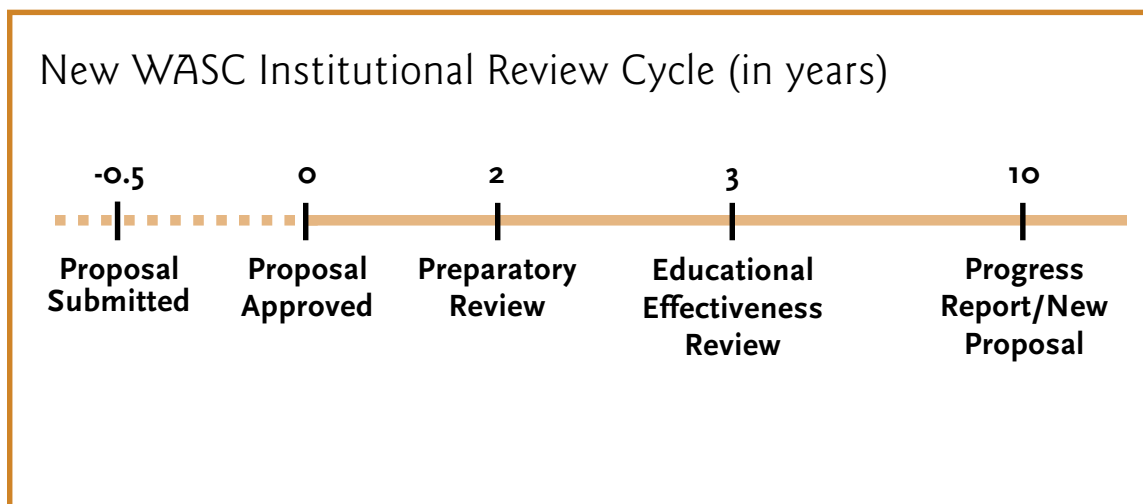 New WASC Institutional Review Cycle (in years)
-0.5 0 2 3 10
Proposal
Submitted
Proposal
Approved
Preparatory
Review
Educational
Effectiveness
Review
Progress
Report/New
Proposal